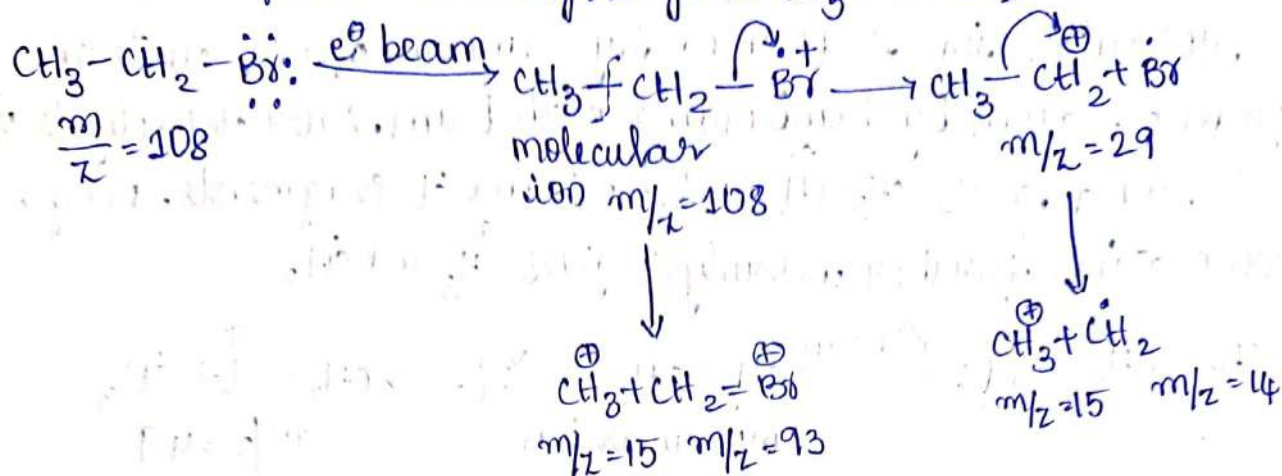 CH3-CH2-Br: e⊖ beam → CH3 ⨍ CH2 - Br•+ → CH3 - CH2⊕ + Br•
m/z = 108 molecular ion m/z = 108 m/z = 29
CH3⊕ + CH2 = Br⊕ CH3⊕ + CH2•
m/z = 15 m/z = 93 m/z = 15 m/z = 14